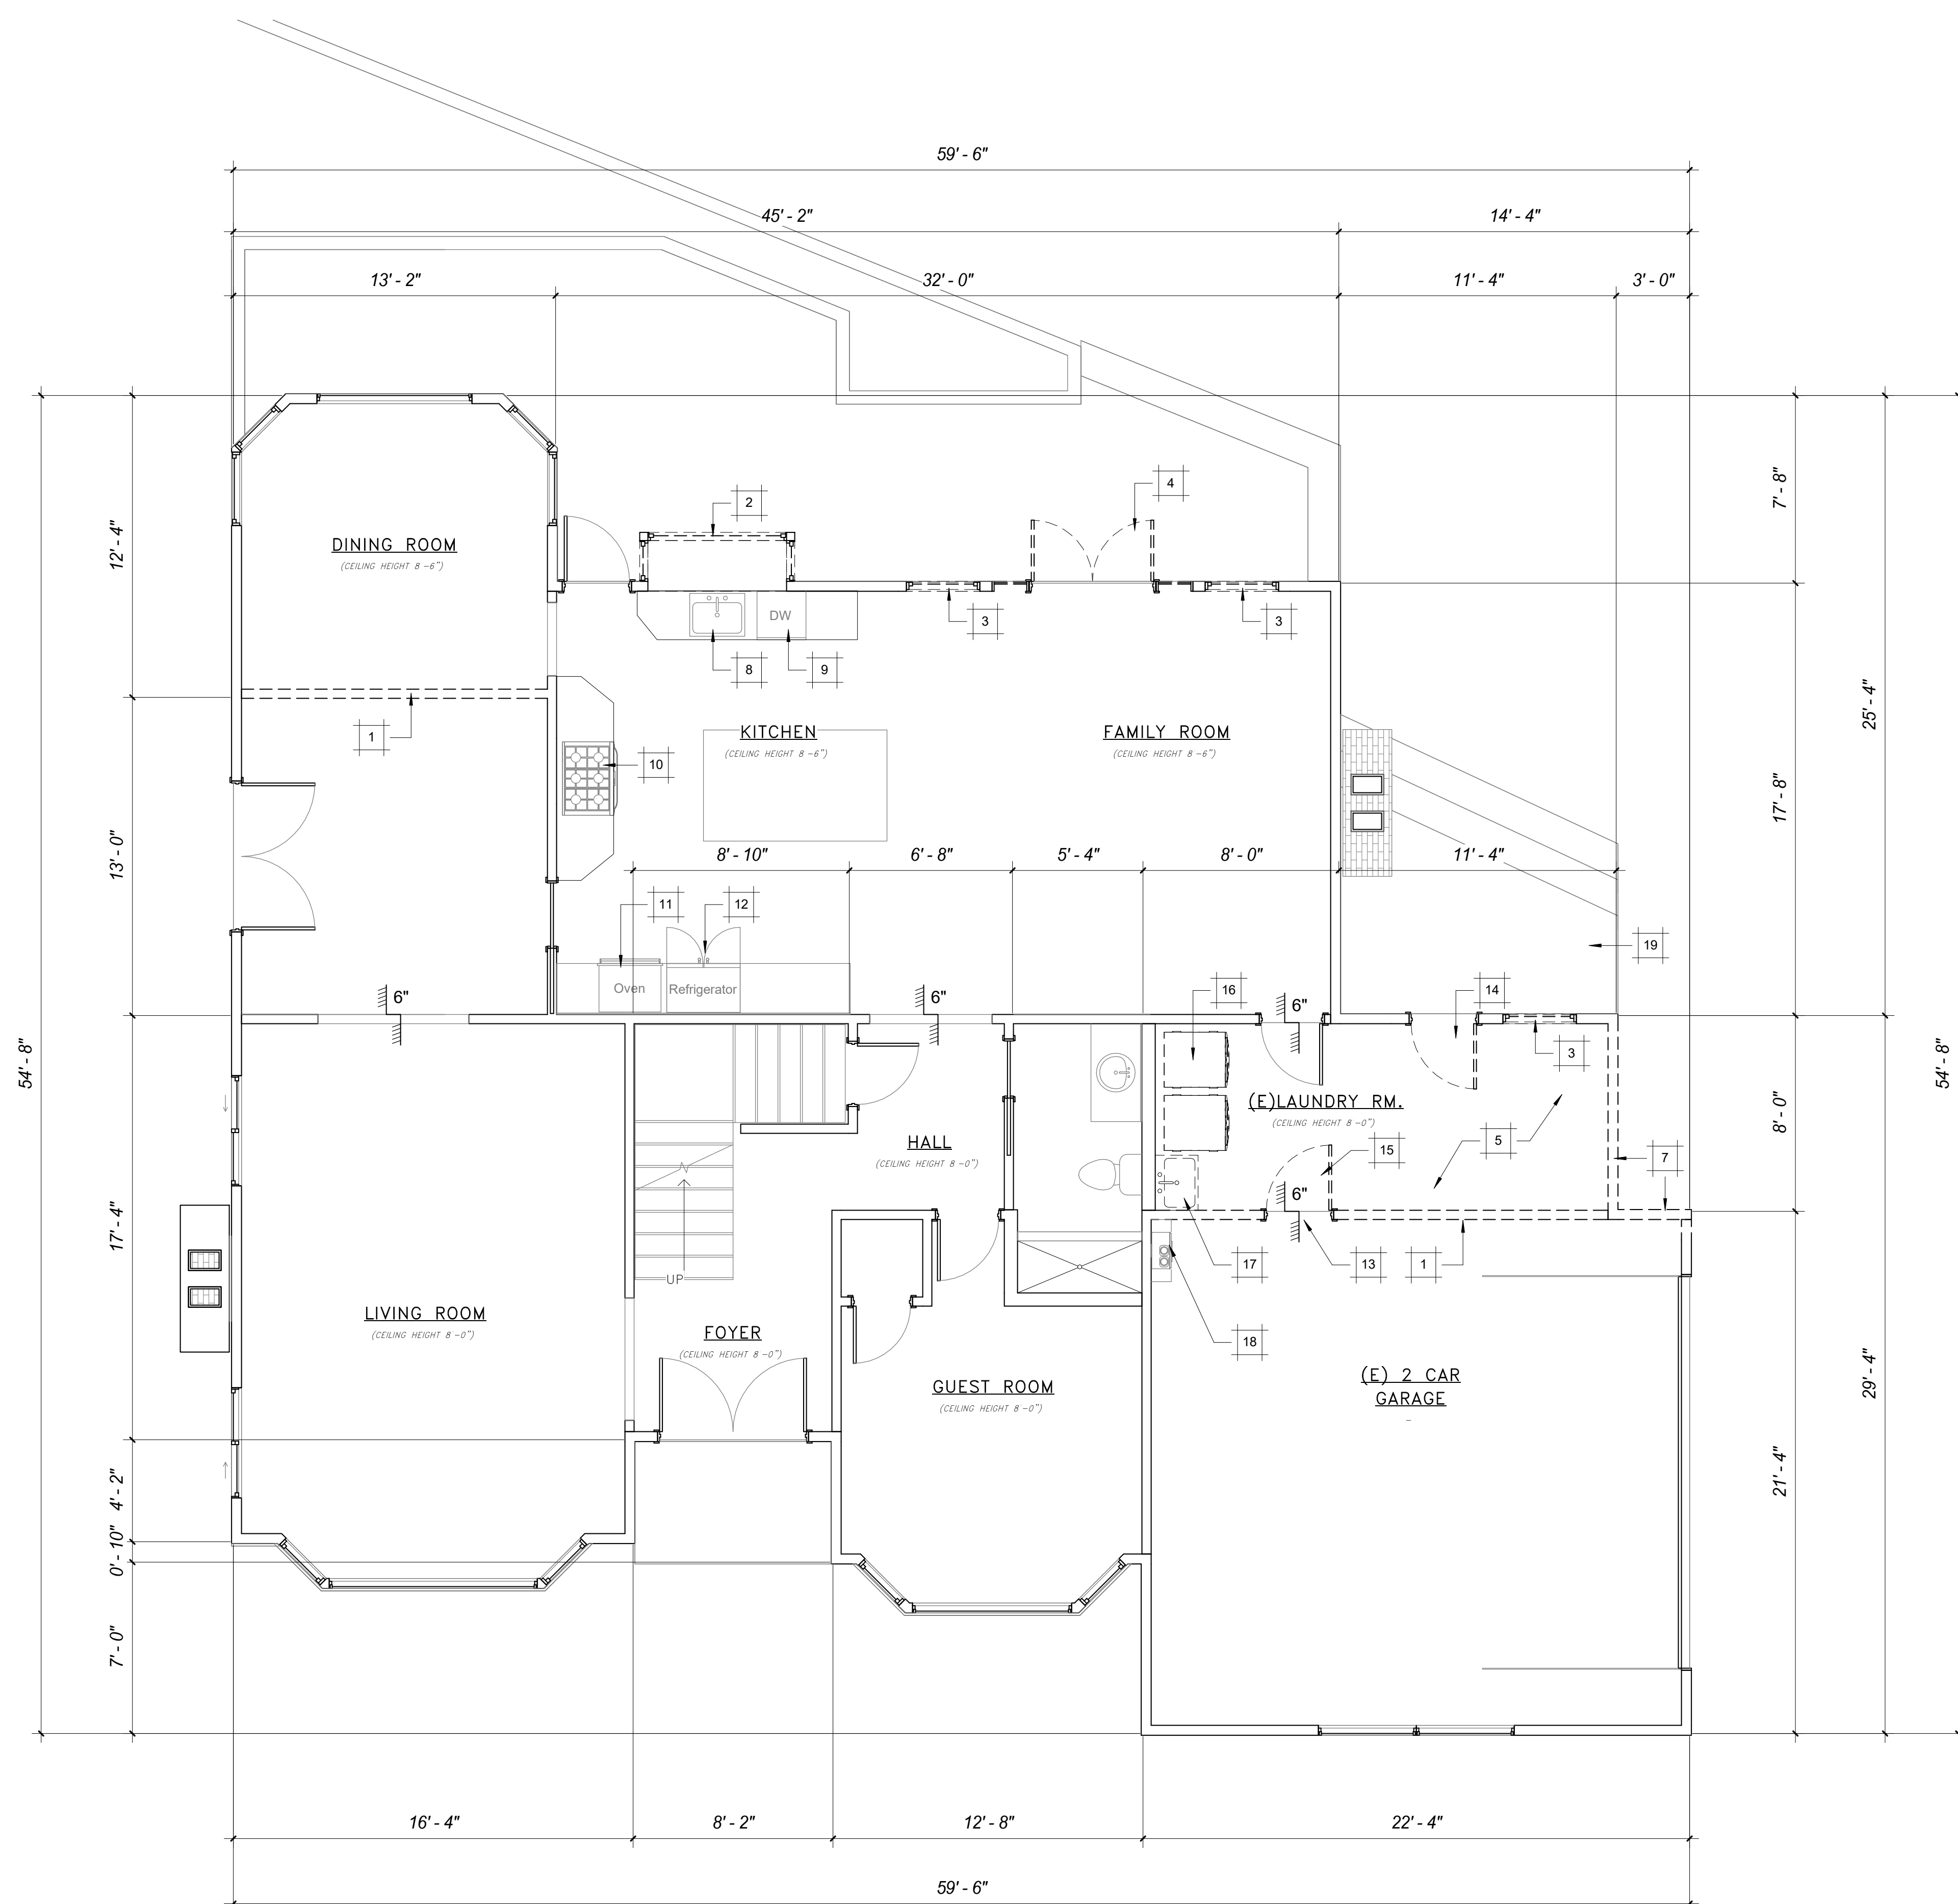 59' - 6"
45' - 2"
14' - 4"
13' - 2"
32' - 0"
11' - 4"
3' - 0"
7' - 8"
4
2
12' - 4"
DINING ROOM
(CEILING HEIGHT 8 -6")
DW
3
3
8
9
25' - 4"
1
KITCHEN
(CEILING HEIGHT 8 -6")
FAMILY ROOM
(CEILING HEIGHT 8 -6")
10
17' - 8"
13' - 0"
8' - 10"
6' - 8"
5' - 4"
8' - 0"
11' - 4"
11
12
19
Oven
Refrigerator
16
14
6"
6"
6"
54' - 8"
3
54' - 8"
(E)LAUNDRY RM.
(CEILING HEIGHT 8 -0")
8' - 0"
HALL
(CEILING HEIGHT 8 -0")
5
15
7
6"
17' - 4"
17
13
1
UP
LIVING ROOM
(CEILING HEIGHT 8 -0")
FOYER
(CEILING HEIGHT 8 -0")
18
29' - 4"
GUEST ROOM
(CEILING HEIGHT 8 -0")
(E) 2 CAR
GARAGE
-
4' - 2"
21' - 4"
0' - 10"
7' - 0"
16' - 4"
8' - 2"
12' - 8"
22' - 4"
59' - 6"